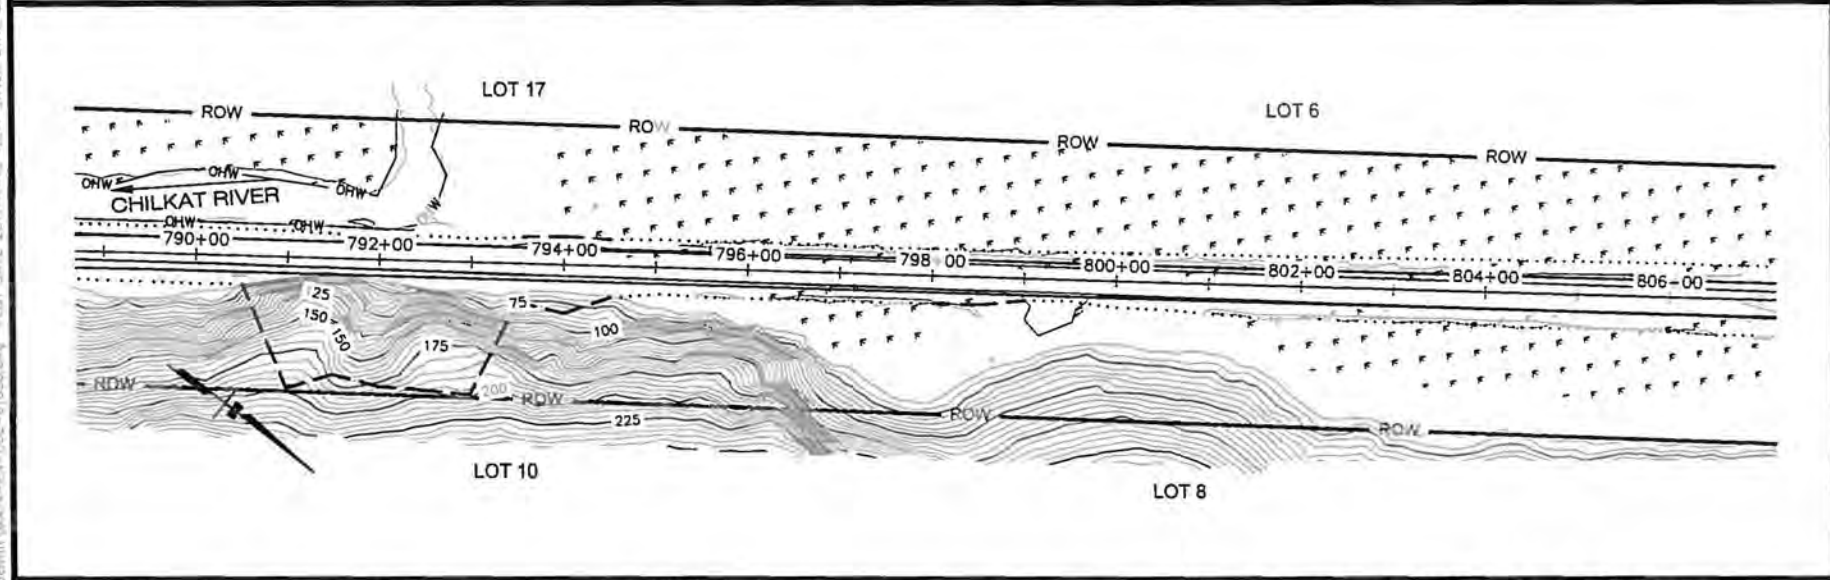 LOT 17
LOT 6
ROW
ROW
ROW
ROW
OHW
OHW
OHW
CHILKAT RIVER
OHW
OHW
OHW
790+00
792+00
794+00
796+00
798+00
800+00
802+00
804+00
806+00
125
150
150
175
75
100
200
225
ROW
ROW
ROW
ROW
LOT 10
LOT 8